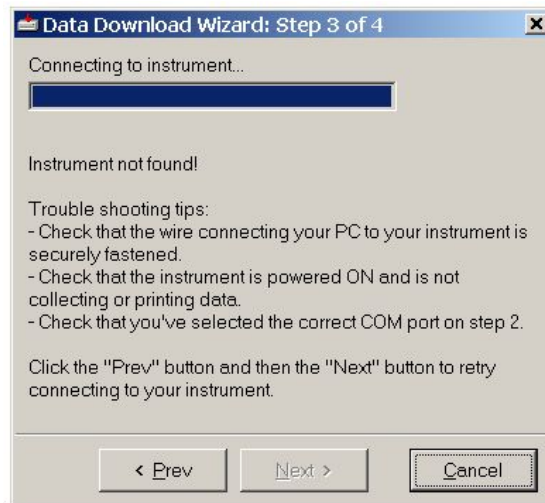 Data Download Wizard: Step 3 of 4
Connecting to instrument...
Instrument not found!
Trouble shooting tips:
- Check that the wire connecting your PC to your instrument is
securely fastened.
- Check that the instrument is powered ON and is not
collecting or printing data.
- Check that you've selected the correct COM port on step 2.
Click the "Prev" button and then the "Next" button to retry
connecting to your instrument.
< Prev Next > Cancel